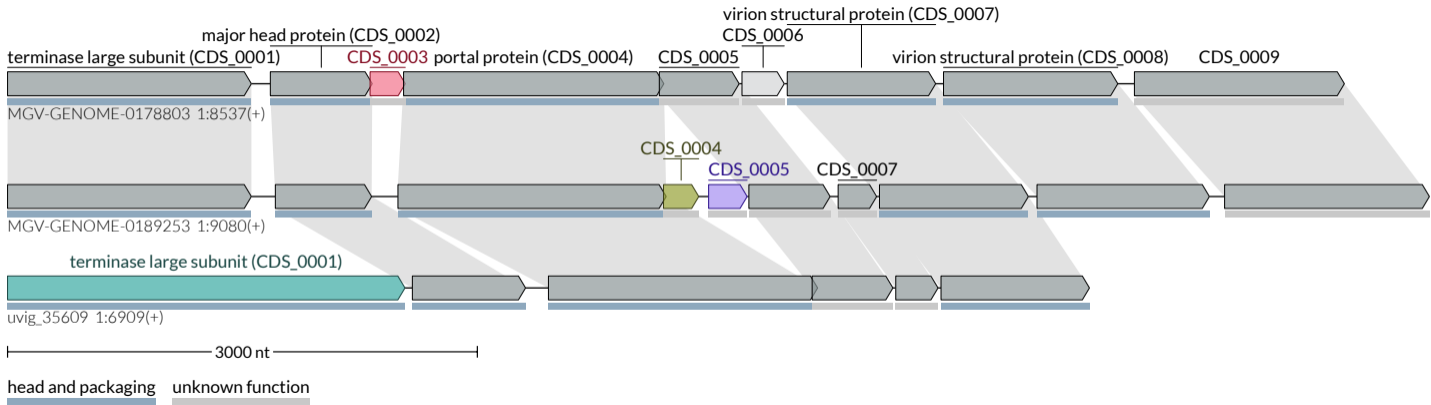 virion structural protein (CDS_0007)
major head protein (CDS_0002) CDS_0006
terminase large subunit (CDS_0001) CDS_0003 portal protein (CDS_0004) CDS_0005 virion structural protein (CDS_0008) CDS_0009
MGV-GENOME-0178803 1:8537(+)
CDS_0004
CDS_0005 CDS_0007
MGV-GENOME-0189253 1:9080(+)
terminase large subunit (CDS_0001)
uvig_35609 1:6909(+)
3000 nt
head and packaging unknown function